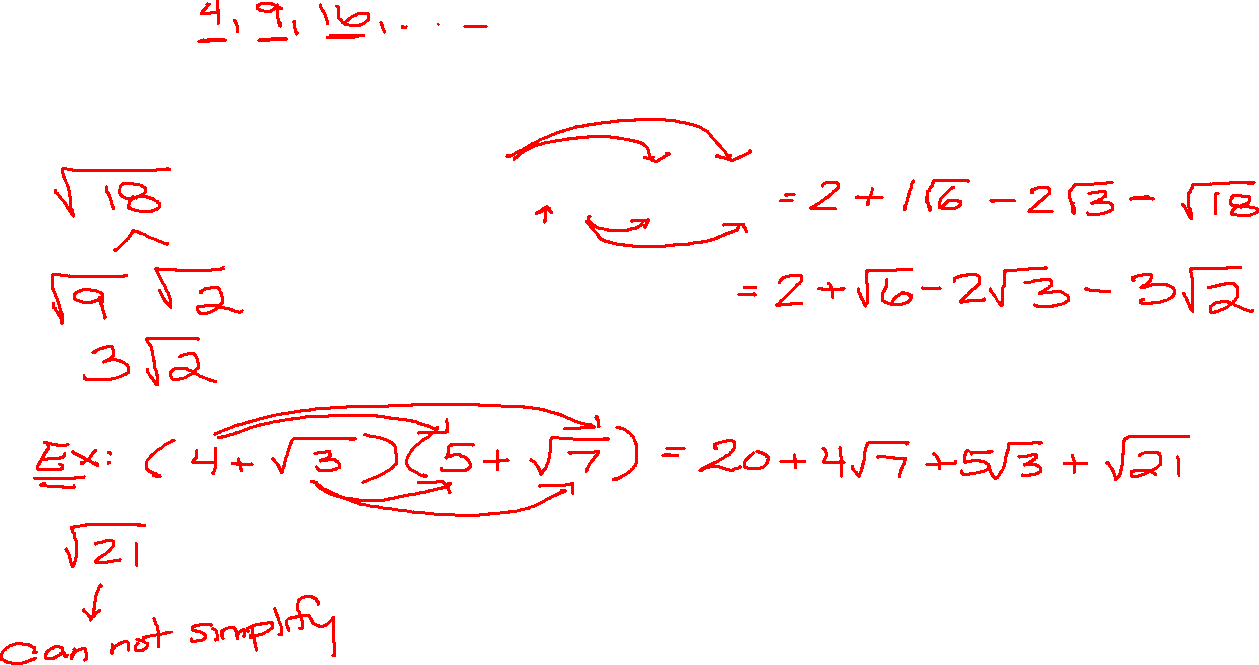 4, 9, 16, . . . –
√18
= 2 + 1√6 - 2√3 - √18
√9 √2
= 2 + √6 - 2√3 - 3√2
3√2
Ex: (4 + √3)(5 + √7) = 20 + 4√7 + 5√3 + √21
√21
can not simplify